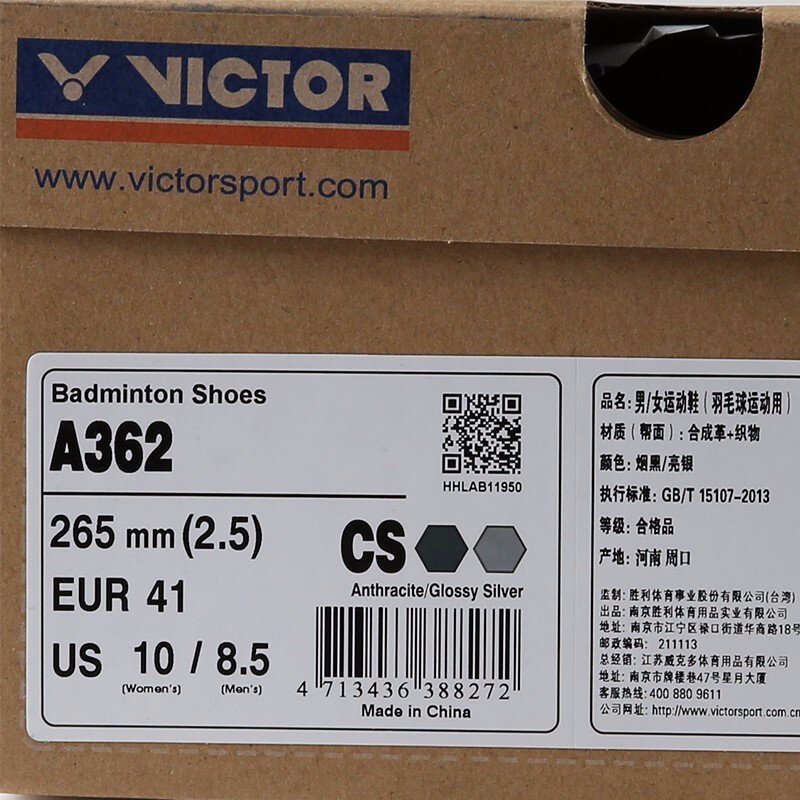 VICTOR
www.victorsport.com
Badminton Shoes
A362
HHLAB11950
265 mm (2.5)
EUR 41
US 10 / 8.5
(Women's) (Men's)
CS
Anthracite/Glossy Silver
4 713436 388272
Made in China
品名: 男/女运动鞋（羽毛球运动用）
材质（帮面）: 合成革+织物
颜色: 烟黑/亮银
执行标准: GB/T 15107-2013
等级: 合格品
产地: 河南 周口
监制: 胜利体育事业股份有限公司(台湾)
出品: 南京胜利体育用品实业有限公司
地址: 南京市江宁区禄口街道华商路18号
邮政编码: 211113
总经销: 江苏威克多体育用品有限公司
地址: 南京市牌楼巷47号星月大厦
客服热线: 400 880 9611
公司网址: http://www.victorsport.com.cn